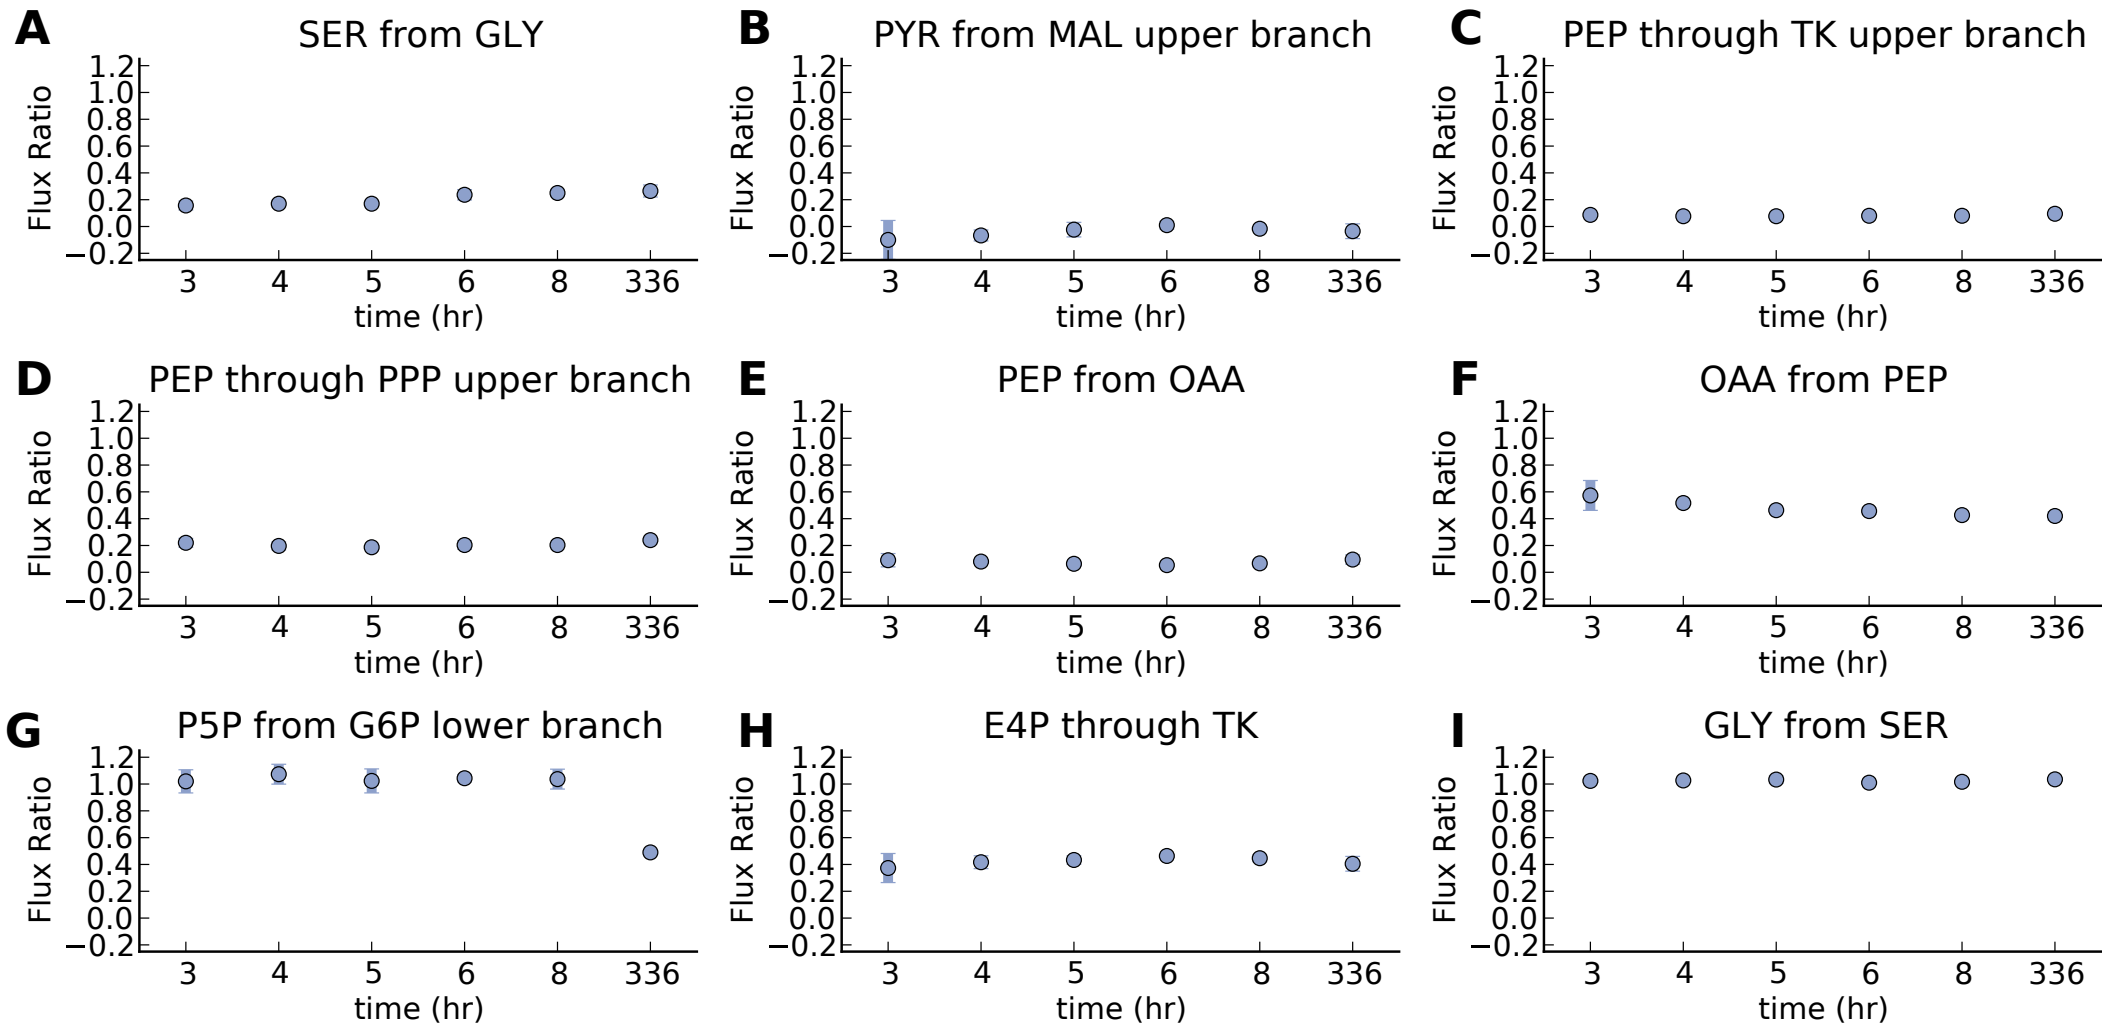 A
SER from GLY
Flux Ratio
1.2
1.0
0.8
0.6
0.4
0.2
0.0
−0.2
3 4 5 6 8 336
time (hr)
B
PYR from MAL upper branch
Flux Ratio
1.2
1.0
0.8
0.6
0.4
0.2
0.0
−0.2
3 4 5 6 8 336
time (hr)
C
PEP through TK upper branch
Flux Ratio
1.2
1.0
0.8
0.6
0.4
0.2
0.0
−0.2
3 4 5 6 8 336
time (hr)
D
PEP through PPP upper branch
Flux Ratio
1.2
1.0
0.8
0.6
0.4
0.2
0.0
−0.2
3 4 5 6 8 336
time (hr)
E
PEP from OAA
Flux Ratio
1.2
1.0
0.8
0.6
0.4
0.2
0.0
−0.2
3 4 5 6 8 336
time (hr)
F
OAA from PEP
Flux Ratio
1.2
1.0
0.8
0.6
0.4
0.2
0.0
−0.2
3 4 5 6 8 336
time (hr)
G
P5P from G6P lower branch
Flux Ratio
1.2
1.0
0.8
0.6
0.4
0.2
0.0
−0.2
3 4 5 6 8 336
time (hr)
H
E4P through TK
Flux Ratio
1.2
1.0
0.8
0.6
0.4
0.2
0.0
−0.2
3 4 5 6 8 336
time (hr)
I
GLY from SER
Flux Ratio
1.2
1.0
0.8
0.6
0.4
0.2
0.0
−0.2
3 4 5 6 8 336
time (hr)